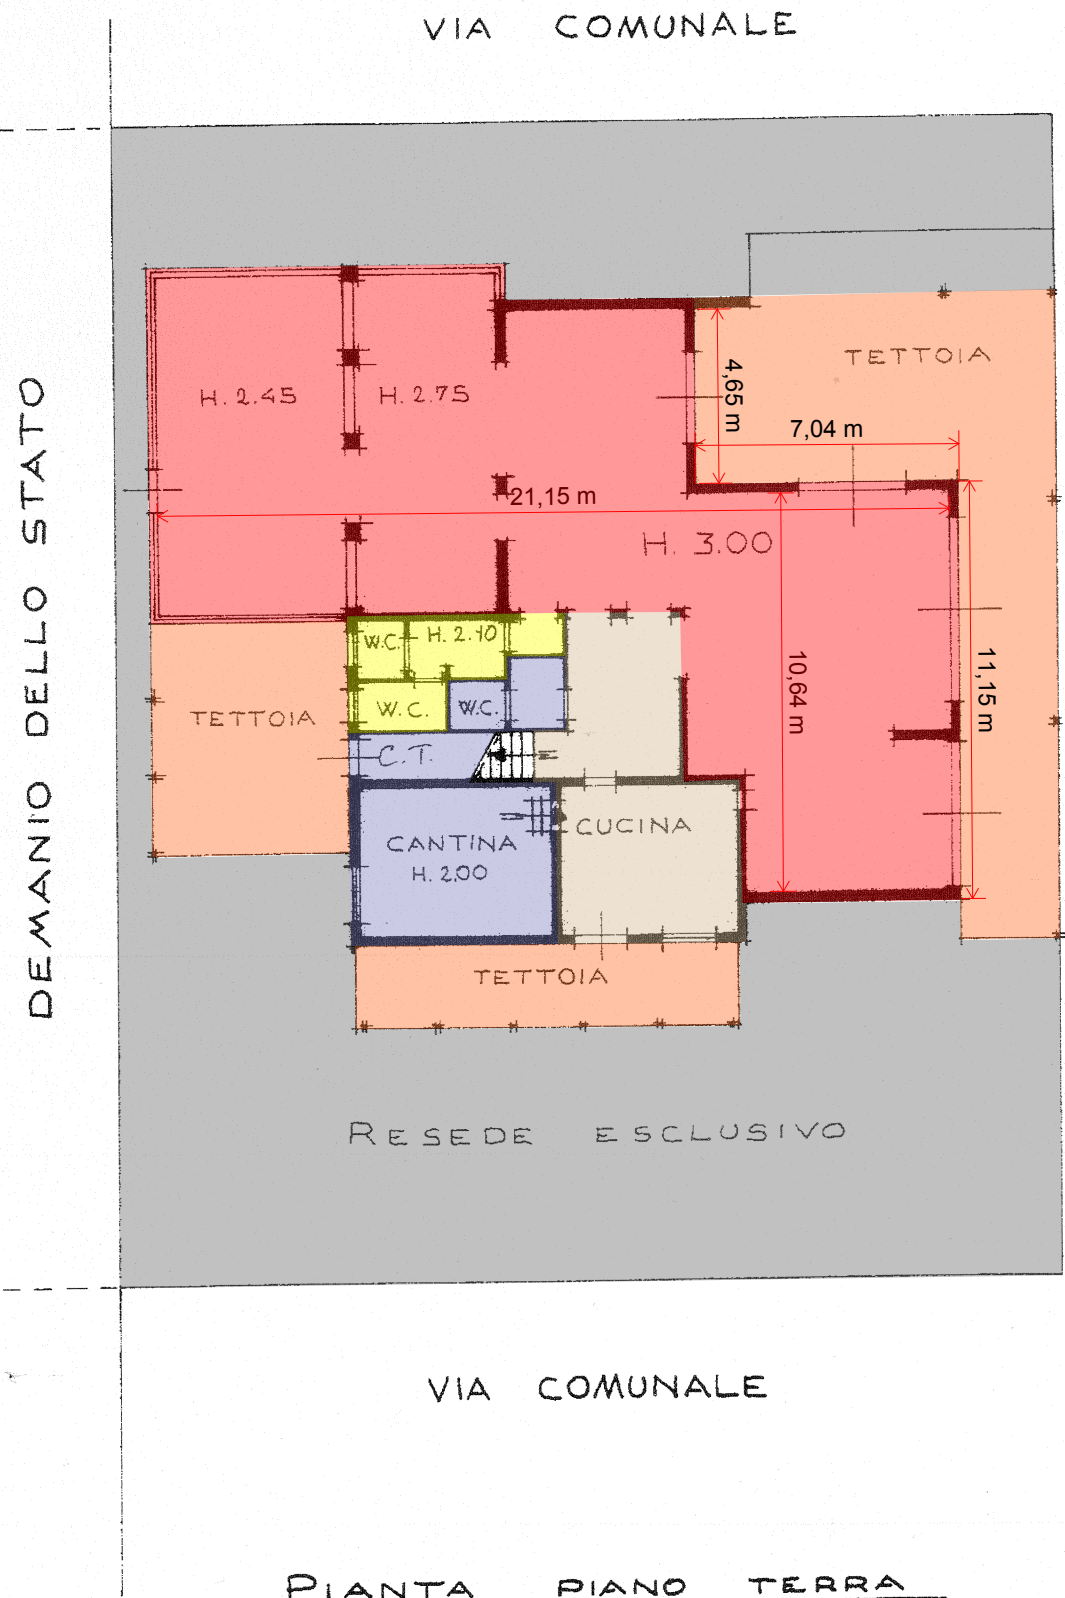 VIA COMUNALE
TETTOIA
H. 2.45
H. 2.75
4,65 m
7,04 m
21,15 m
H. 3.00
DEMANIO DELLO STATO
W.C.
H. 2.40
10,64 m
11,15 m
TETTOIA
W.C.
W.C.
C.T.
CUCINA
CANTINA
H. 2.00
TETTOIA
RESEDE ESCLUSIVO
VIA COMUNALE
PIANTA PIANO TERRA